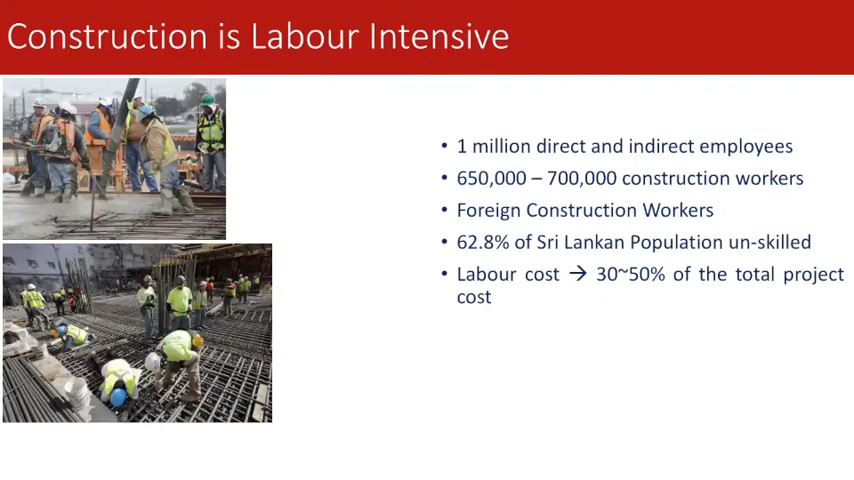 Construction is Labour Intensive
• 1 million direct and indirect employees
• 650,000 – 700,000 construction workers
• Foreign Construction Workers
• 62.8% of Sri Lankan Population un-skilled
• Labour cost → 30~50% of the total project
cost